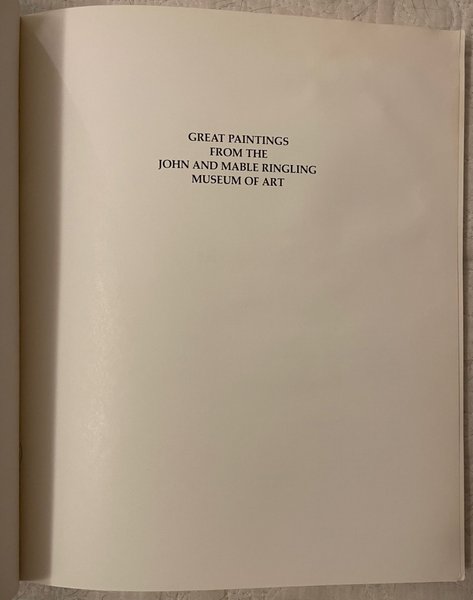 GREAT PAINTINGS
FROM THE
JOHN AND MABLE RINGLING
MUSEUM OF ART